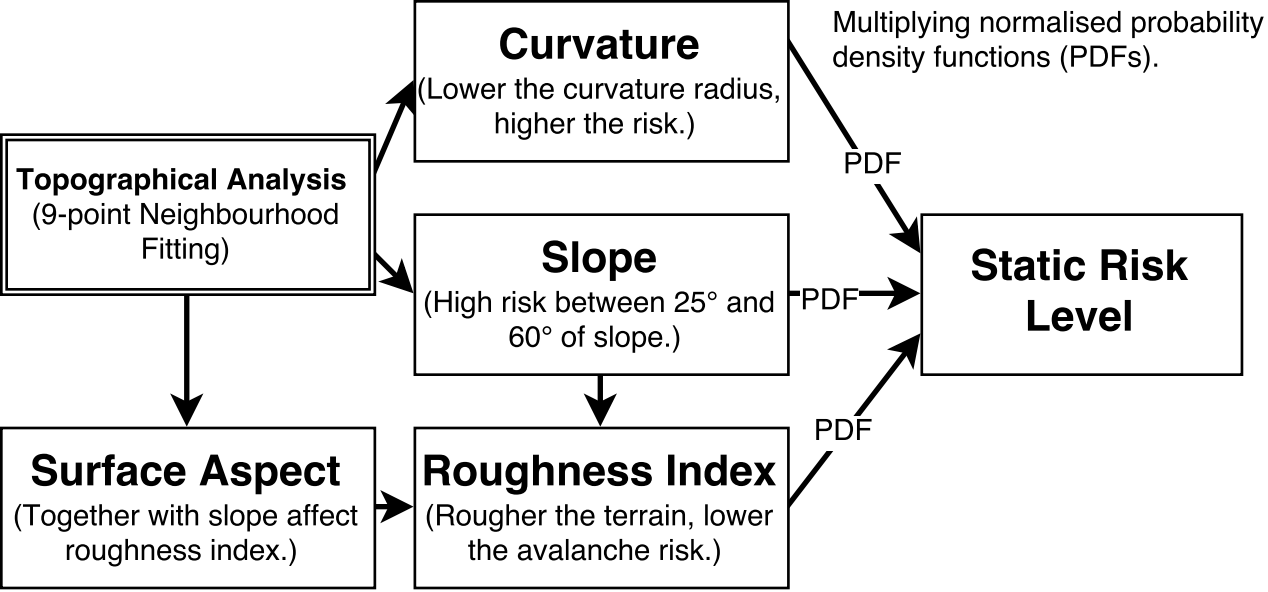 Curvature
(Lower the curvature radius,
higher the risk.)
Multiplying normalised probability
density functions (PDFs).
Topographical Analysis
(9-point Neighbourhood
Fitting)
PDF
Slope
(High risk between 25° and
60° of slope.)
PDF
Static Risk
Level
PDF
Surface Aspect
(Together with slope affect
roughness index.)
Roughness Index
(Rougher the terrain, lower
the avalanche risk.)